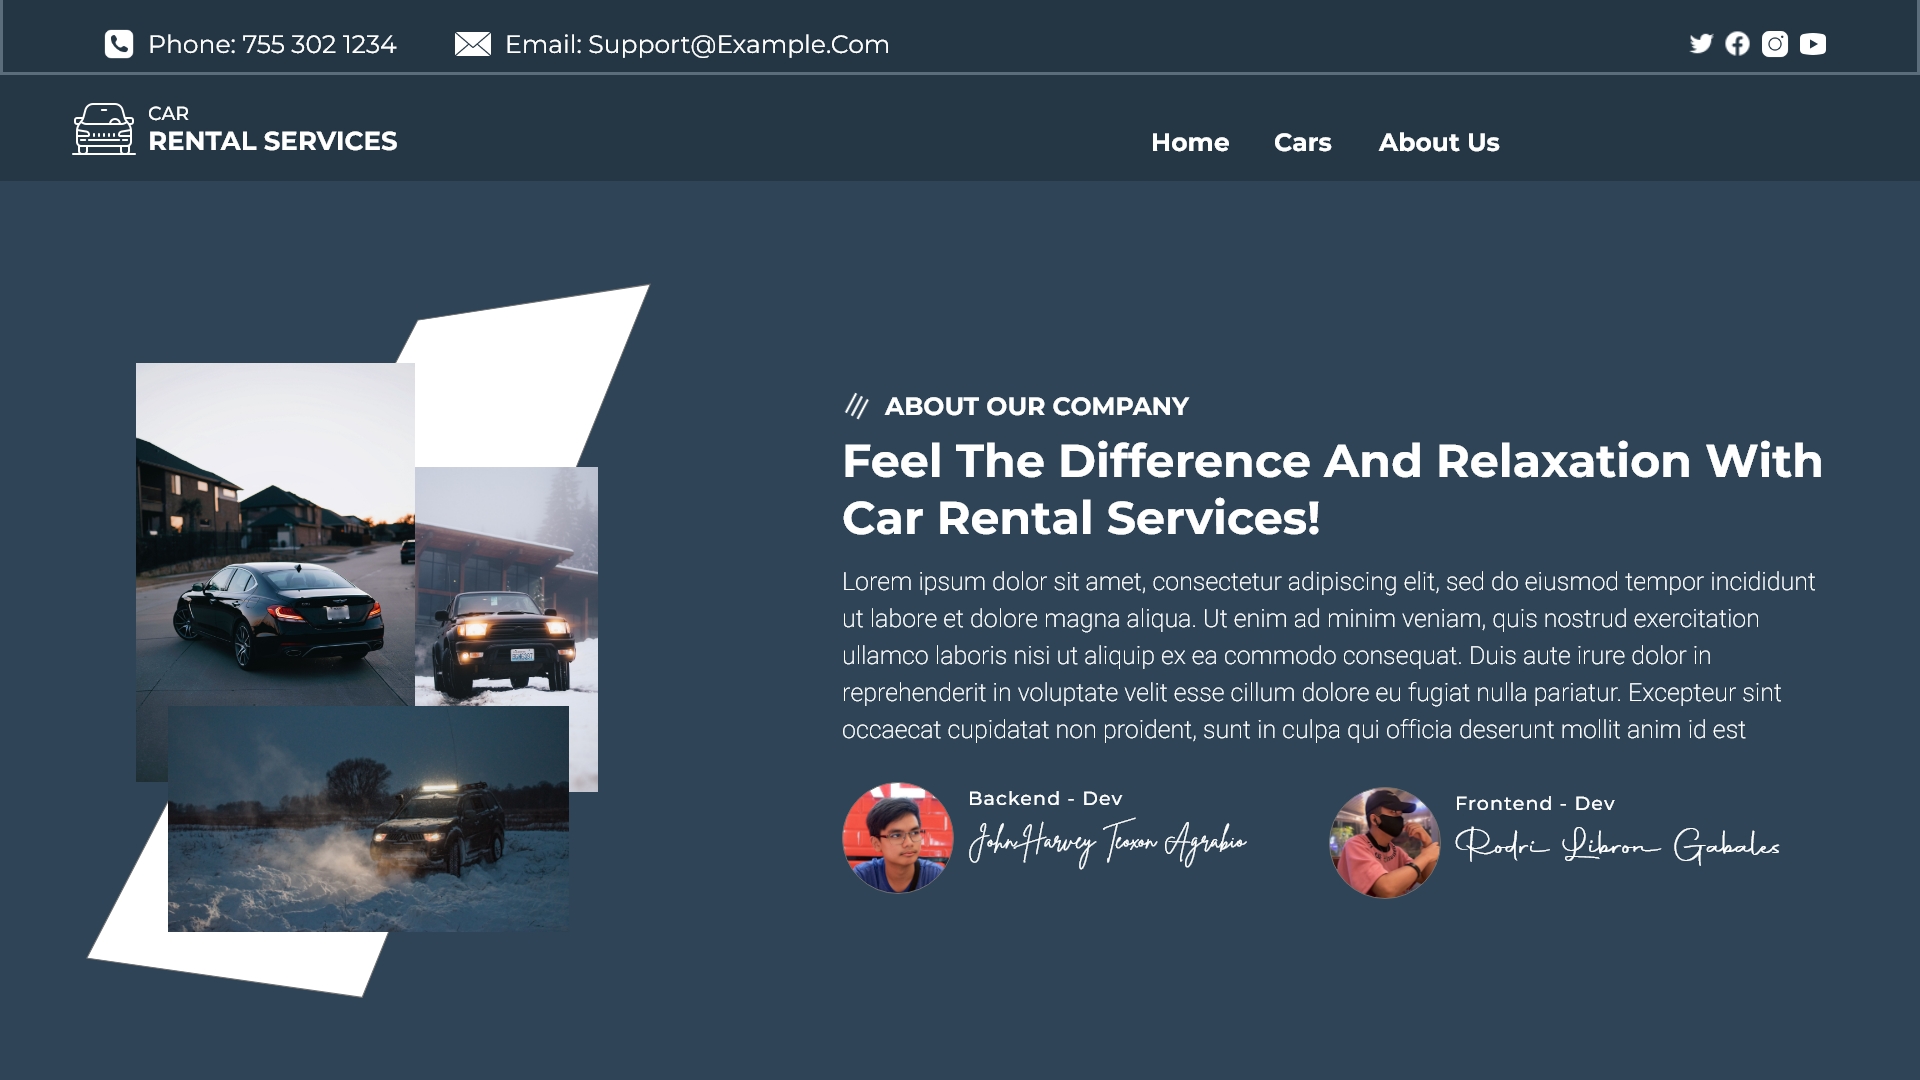 Phone: 755 302 1234
Email: Support@Example.Com
CAR
RENTAL SERVICES
Home
Cars
About Us
ABOUT OUR COMPANY
Feel The Difference And Relaxation With
Car Rental Services!
Lorem ipsum dolor sit amet, consectetur adipiscing elit, sed do eiusmod tempor incididunt
ut labore et dolore magna aliqua. Ut enim ad minim veniam, quis nostrud exercitation
ullamco laboris nisi ut aliquip ex ea commodo consequat. Duis aute irure dolor in
reprehenderit in voluptate velit esse cillum dolore eu fugiat nulla pariatur. Excepteur sint
occaecat cupidatat non proident, sunt in culpa qui officia deserunt mollit anim id est
Backend - Dev
JohnHarvey Teoxon Agrabio
Frontend - Dev
Rodri Libron Gabales